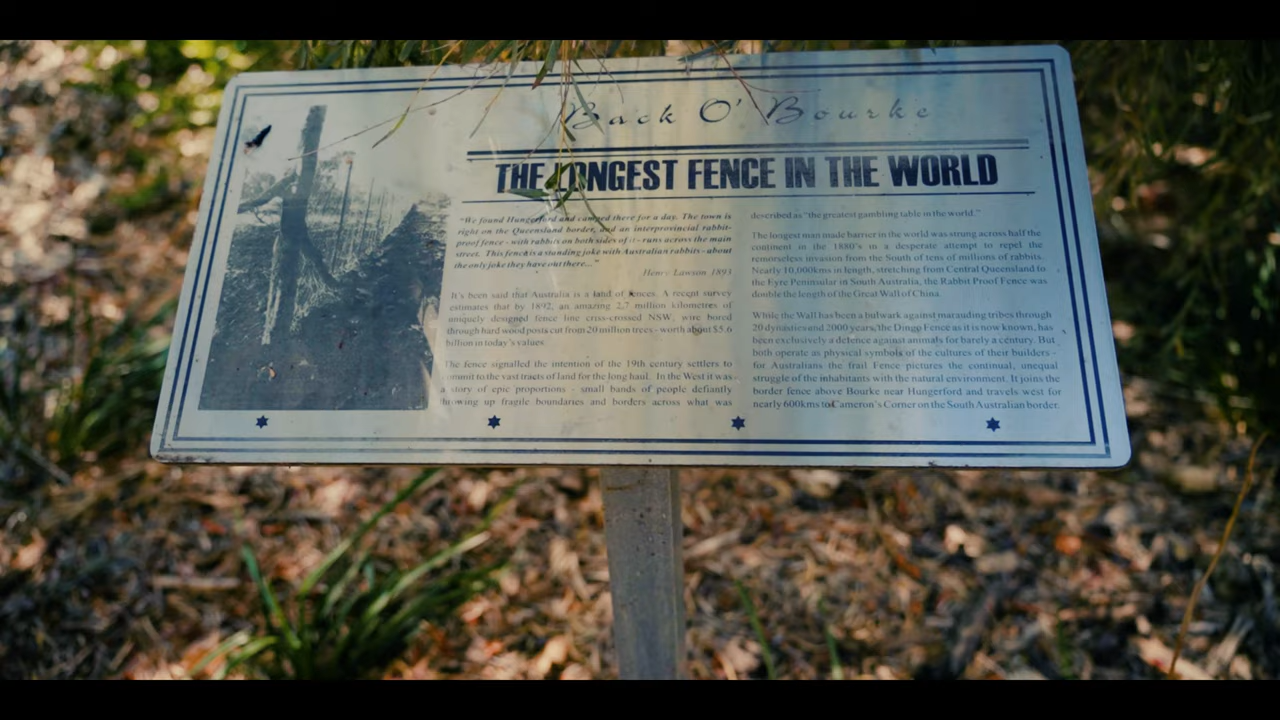 Back O' Bourke
THE LONGEST FENCE IN THE WORLD
"We found Hungerford and camped there for a day. The town is
right on the Queensland border, and an interprovincial rabbit-
proof fence - with rabbits on both sides of it - runs across the main
street. This fence is a standing joke with Australian rabbits - about
the only joke they have out there..."
Henry Lawson 1893
It's been said that Australia is a land of fences. A recent survey
estimates that by 1892, an amazing 2.7 million kilometres of
uniquely designed fence line criss-crossed NSW, wire bored
through hard wood posts cut from 20 million trees - worth about $5.6
billion in today's values.
The fence signalled the intention of the 19th century settlers to
commit to the vast tracts of land for the long haul. In the West it was
a story of epic proportions - small bands of people defiantly
throwing up fragile boundaries and borders across what was
described as "the greatest gambling table in the world."
The longest man made barrier in the world was strung across half the
continent in the 1880's in a desperate attempt to repel the
remorseless invasion from the South of tens of millions of rabbits.
Nearly 10,000kms in length, stretching from Central Queensland to
the Eyre Peninsular in South Australia, the Rabbit Proof Fence was
double the length of the Great Wall of China.
While the Wall has been a bulwark against marauding tribes through
20 dynasties and 2000 years, the Dingo Fence as it is now known, has
been exclusively a defence against animals for barely a century. But
both operate as physical symbols of the cultures of their builders -
for Australians the frail Fence pictures the continual, unequal
struggle of the inhabitants with the natural environment. It joins the
border fence above Bourke near Hungerford and travels west for
nearly 600kms to Cameron's Corner on the South Australian border.